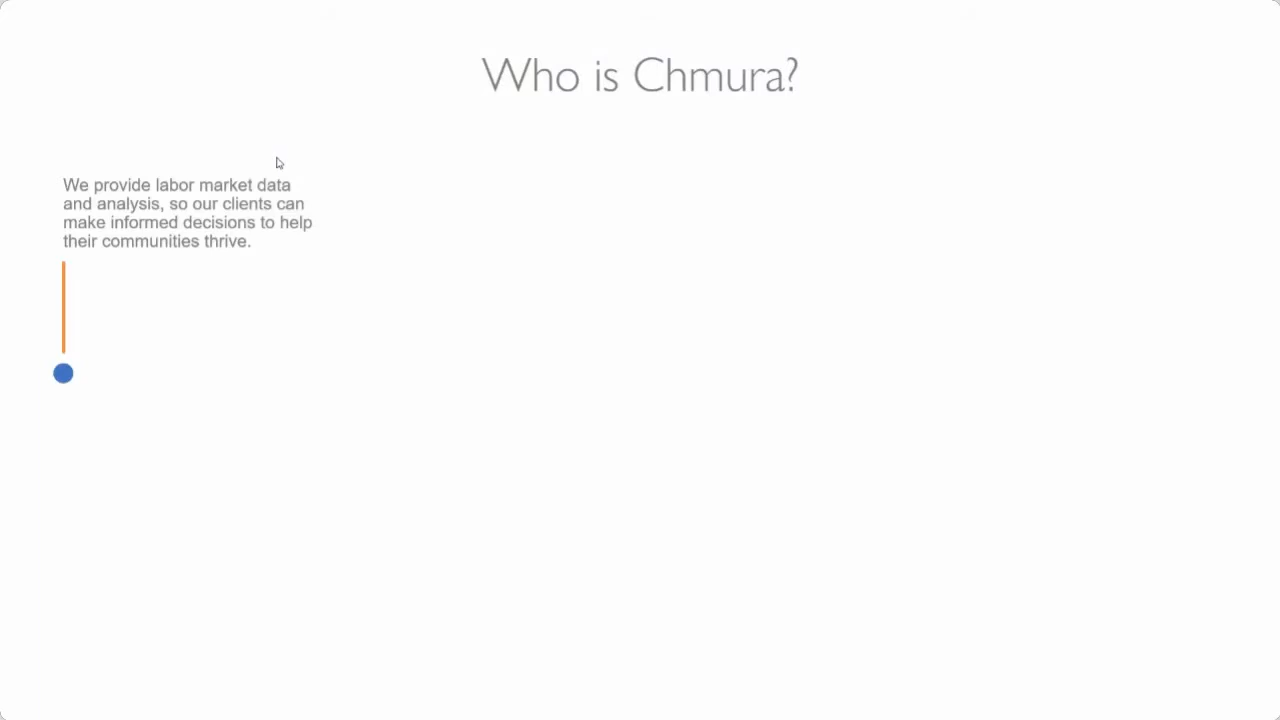 Who is Chmura?
We provide labor market data
and analysis, so our clients can
make informed decisions to help
their communities thrive.